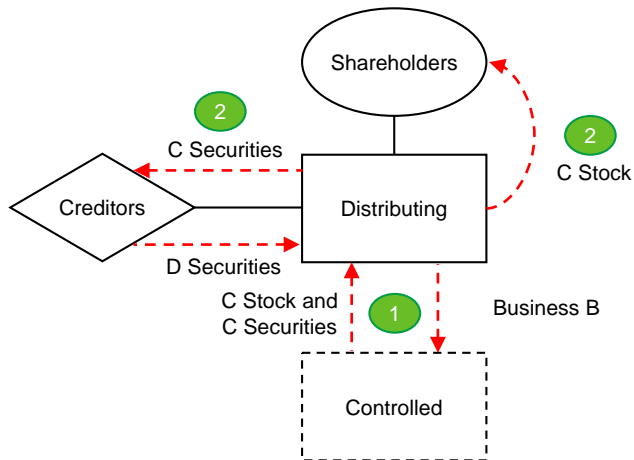 Shareholders
2
C Securities
2
C Stock
Creditors
Distributing
D Securities
C Stock and
C Securities
1
Business B
Controlled